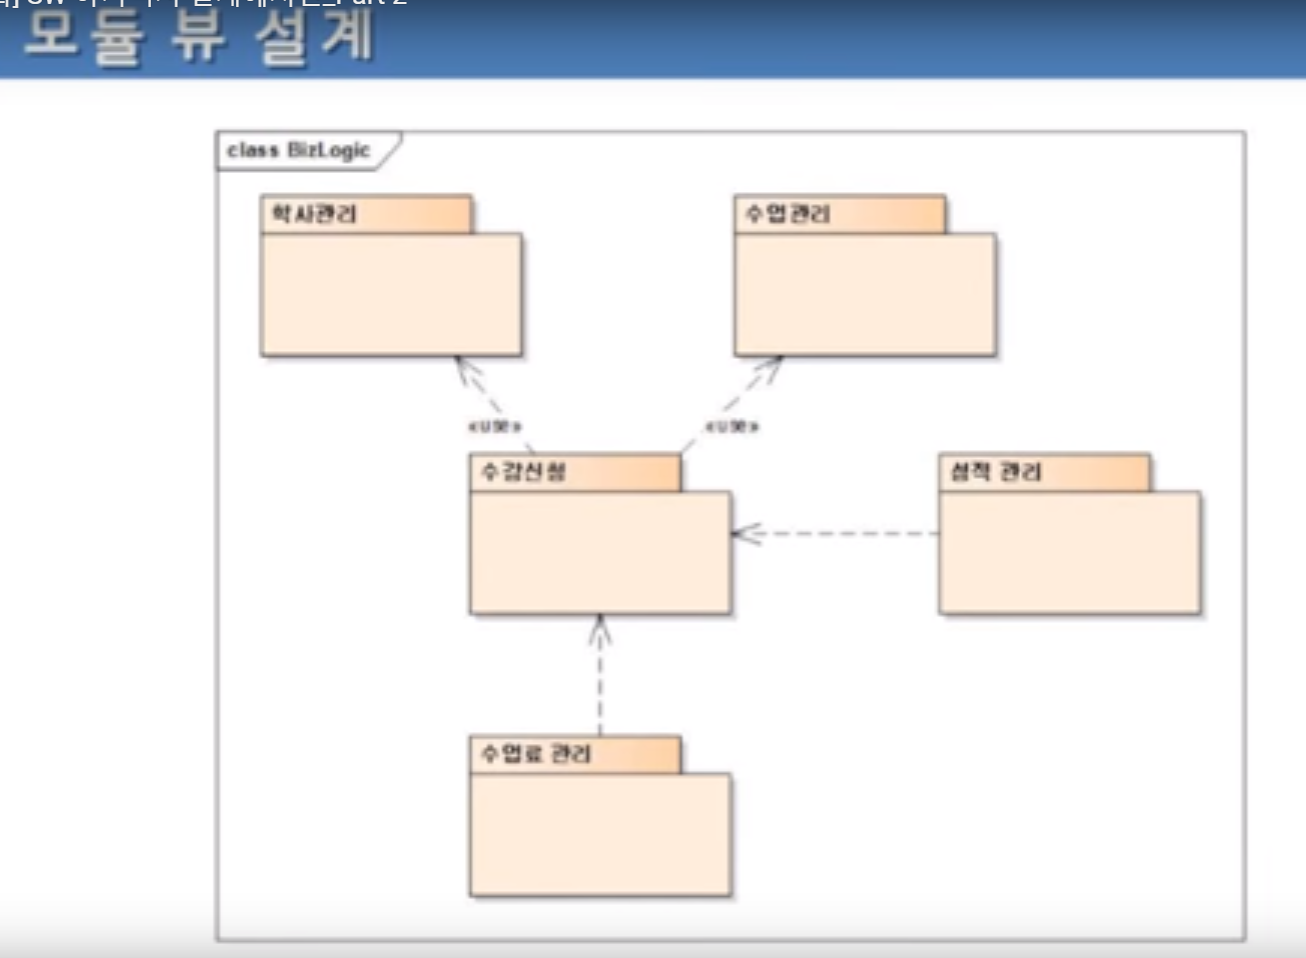 모듈 뷰 설계
class BizLogic
학사관리
수업관리
«use»
«use»
수강신청
성적 관리
수업료 관리